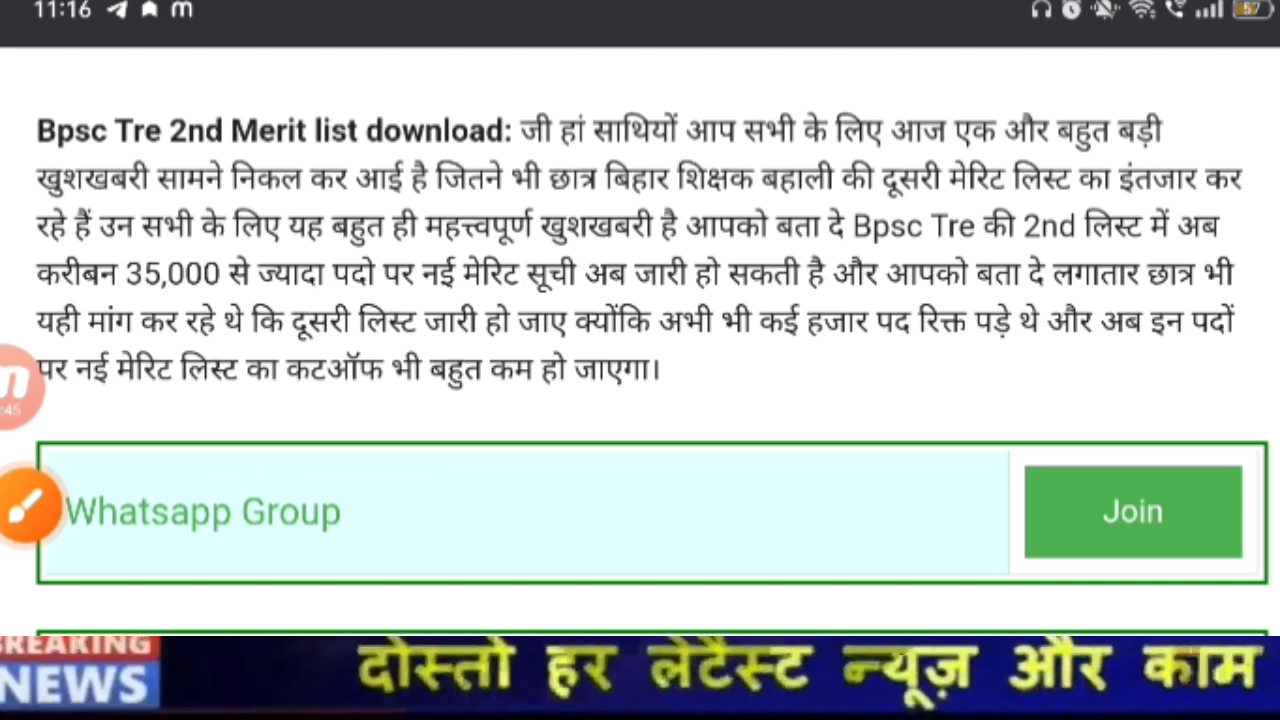 11:16
57
Bpsc Tre 2nd Merit list download: जी हां साथियों आप सभी के लिए आज एक और बहुत बड़ी
खुशखबरी सामने निकल कर आई है जितने भी छात्र बिहार शिक्षक बहाली की दूसरी मेरिट लिस्ट का इंतजार कर
रहे हैं उन सभी के लिए यह बहुत ही महत्त्वपूर्ण खुशखबरी है आपको बता दे Bpsc Tre की 2nd लिस्ट में अब
करीबन 35,000 से ज्यादा पदो पर नई मेरिट सूची अब जारी हो सकती है और आपको बता दे लगातार छात्र भी
यही मांग कर रहे थे कि दूसरी लिस्ट जारी हो जाए क्योंकि अभी भी कई हजार पद रिक्त पड़े थे और अब इन पदों
पर नई मेरिट लिस्ट का कटऑफ भी बहुत कम हो जाएगा।
:45
Whatsapp Group
Join
BREAKING
NEWS
दोस्तो हर लेटैस्ट न्यूज़ और काम